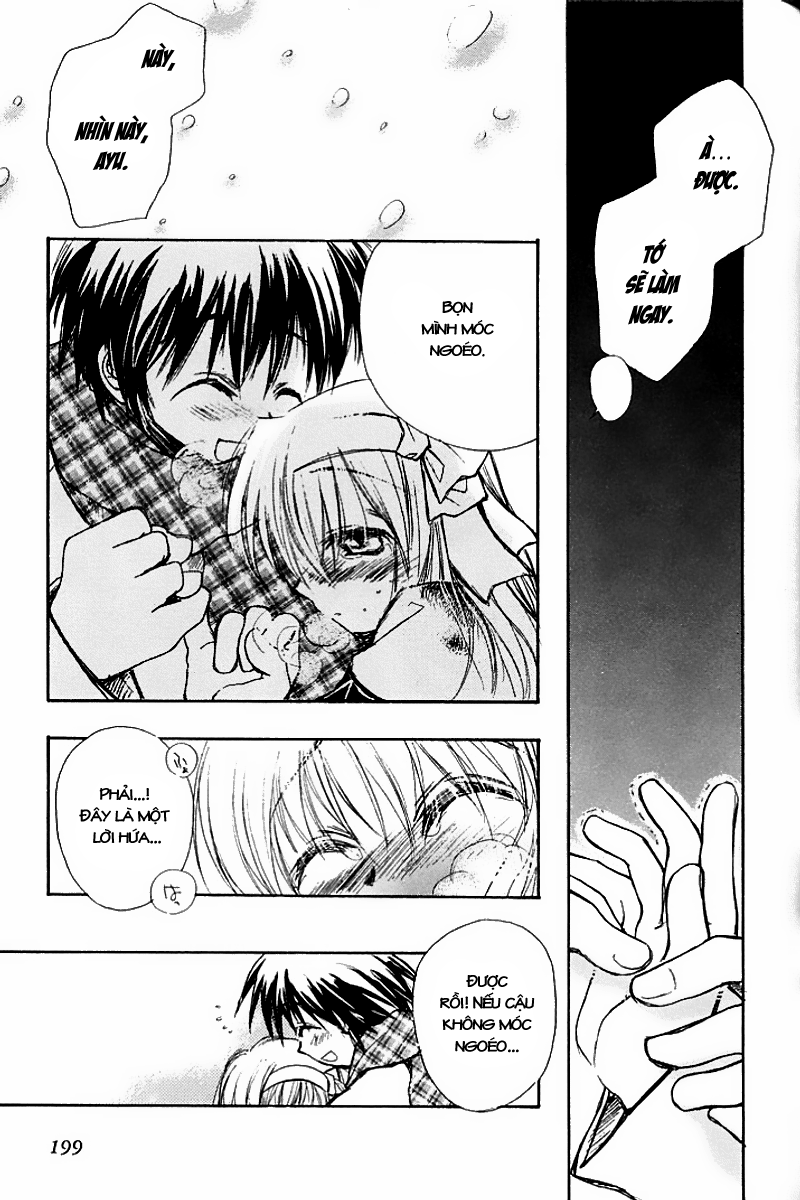 À...
ĐƯỢC.
TỚ
SẼ LÀM
NGAY.
NÀY,
NHÌN NÀY,
AYU.
BỌN
MÌNH MÓC
NGOÉO.
PHẢI...!
ĐÂY LÀ MỘT
LỜI HỨA...
ĐƯỢC
RỒI! NẾU CẬU
KHÔNG MÓC
NGOÉO...
199